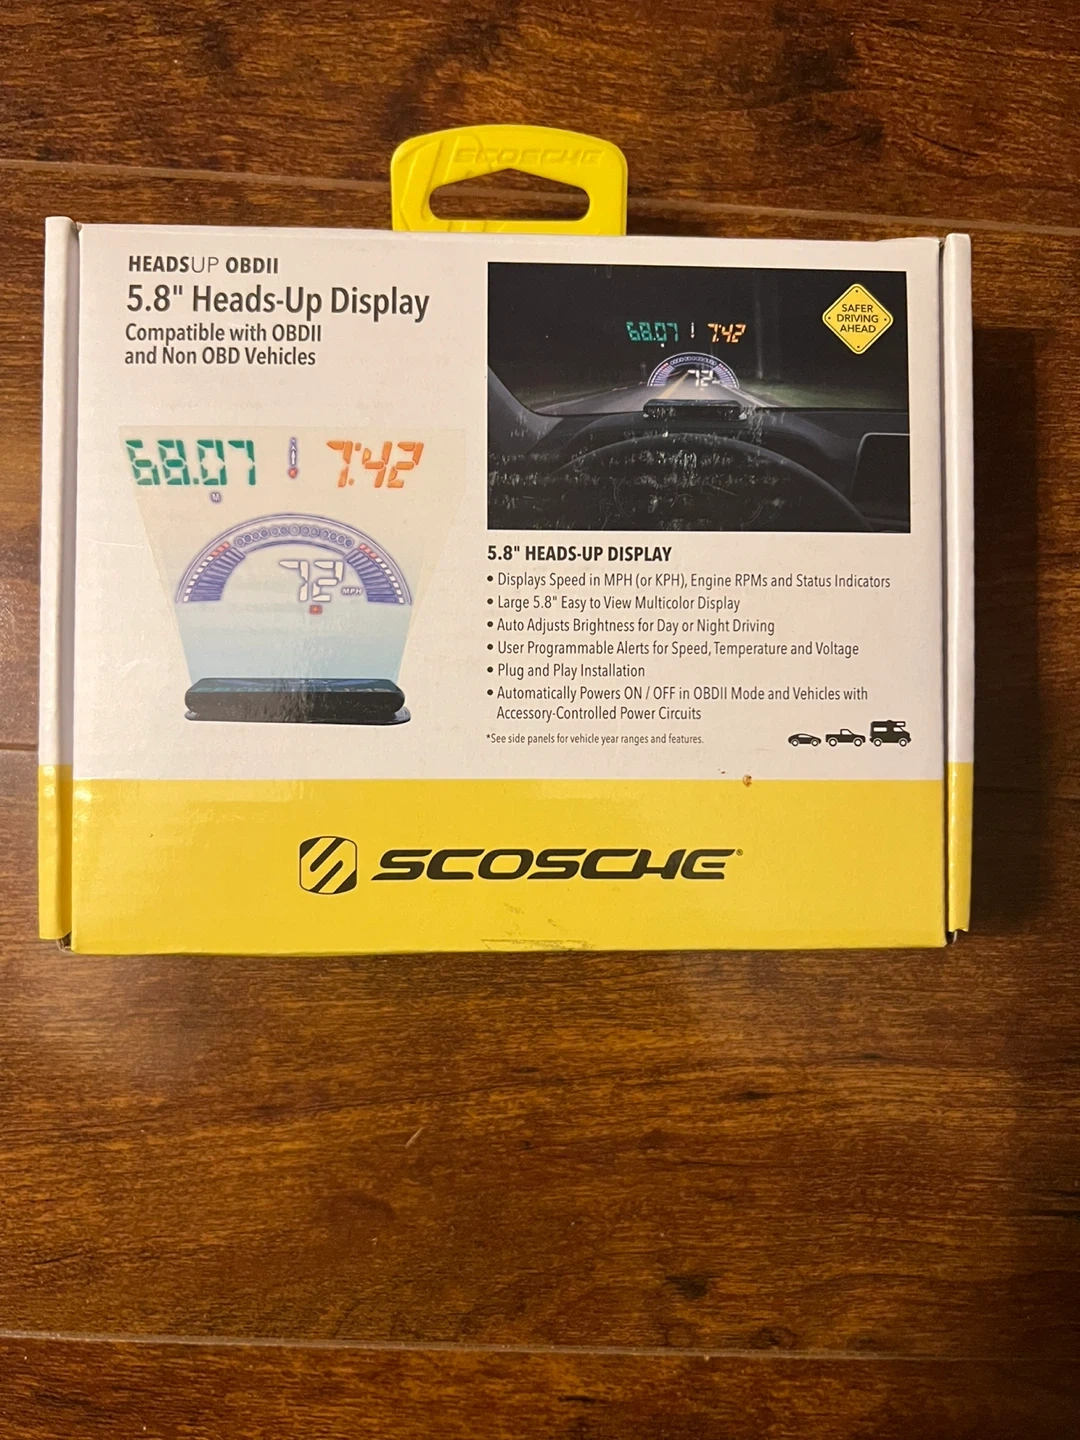 SCOSCHE
HEADSUP OBDII
5.8" Heads-Up Display
Compatible with OBDII
and Non OBD Vehicles
68.07 7:42
M
72 MPH
68.07 7:42
72
SAFER
DRIVING
AHEAD
5.8" HEADS-UP DISPLAY
• Displays Speed in MPH (or KPH), Engine RPMs and Status Indicators
• Large 5.8" Easy to View Multicolor Display
• Auto Adjusts Brightness for Day or Night Driving
• User Programmable Alerts for Speed, Temperature and Voltage
• Plug and Play Installation
• Automatically Powers ON / OFF in OBDII Mode and Vehicles with
Accessory-Controlled Power Circuits
*See side panels for vehicle year ranges and features.
SCOSCHE®